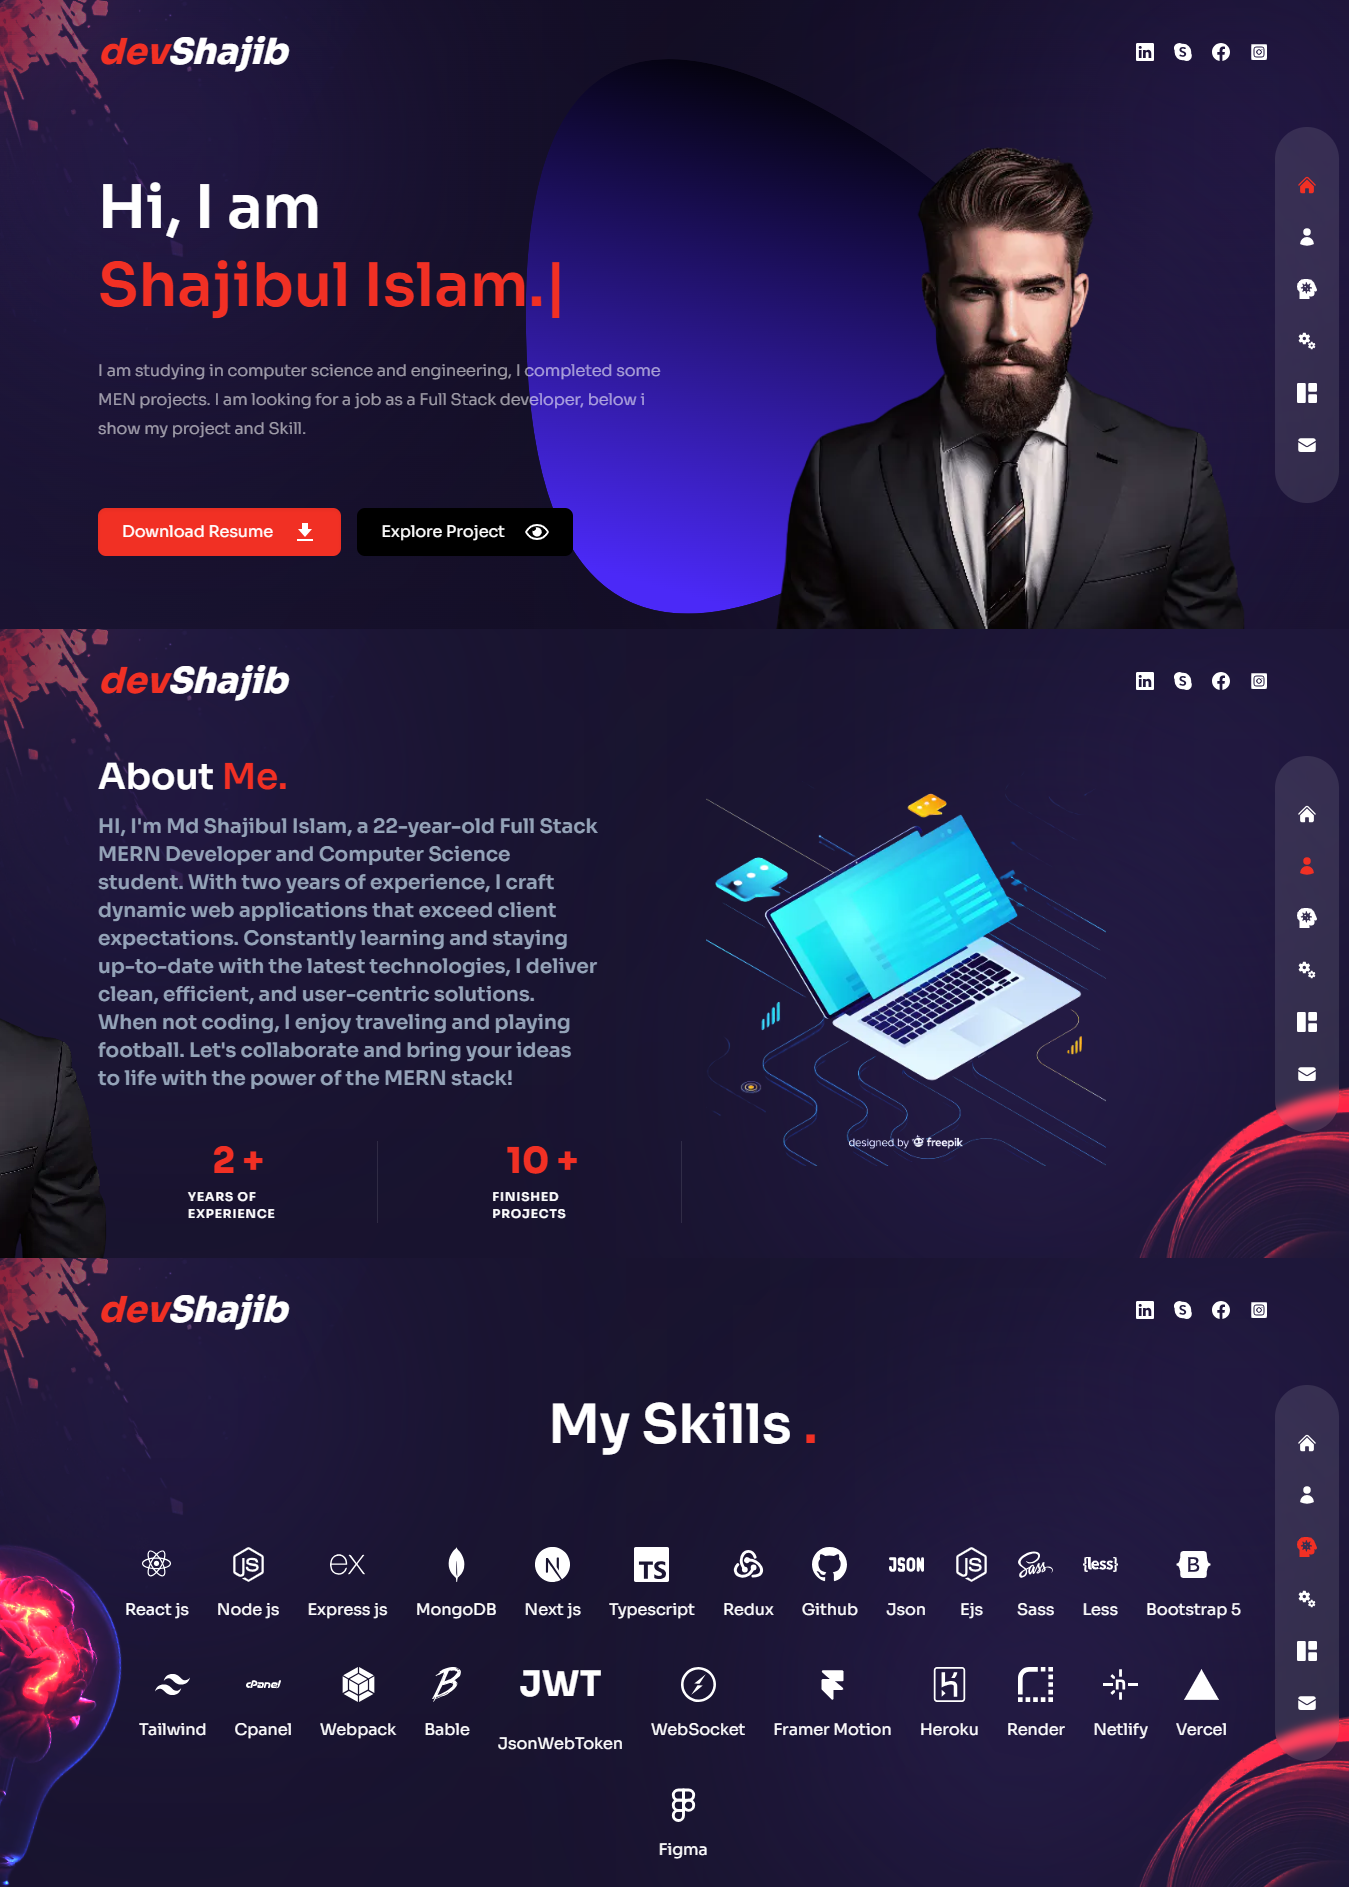 devShajib
Hi, I am
Shajibul Islam.|
I am studying in computer science and engineering, I completed some
MEN projects. I am looking for a job as a Full Stack developer, below i
show my project and Skill.
Download Resume
Explore Project
devShajib
About Me.
HI, I'm Md Shajibul Islam, a 22-year-old Full Stack
MERN Developer and Computer Science
student. With two years of experience, I craft
dynamic web applications that exceed client
expectations. Constantly learning and staying
up-to-date with the latest technologies, I deliver
clean, efficient, and user-centric solutions.
When not coding, I enjoy traveling and playing
football. Let's collaborate and bring your ideas
to life with the power of the MERN stack!
designed by freepik
2 +
YEARS OF
EXPERIENCE
10 +
FINISHED
PROJECTS
devShajib
My Skills .
JS
ex
N
TS
JSON
JS
Sass
{less}
B
React js
Node js
Express js
MongoDB
Next js
Typescript
Redux
Github
Json
Ejs
Sass
Less
Bootstrap 5
cPanel
B
JWT
n
Tailwind
Cpanel
Webpack
Bable
JsonWebToken
WebSocket
Framer Motion
Heroku
Render
Netlify
Vercel
Figma